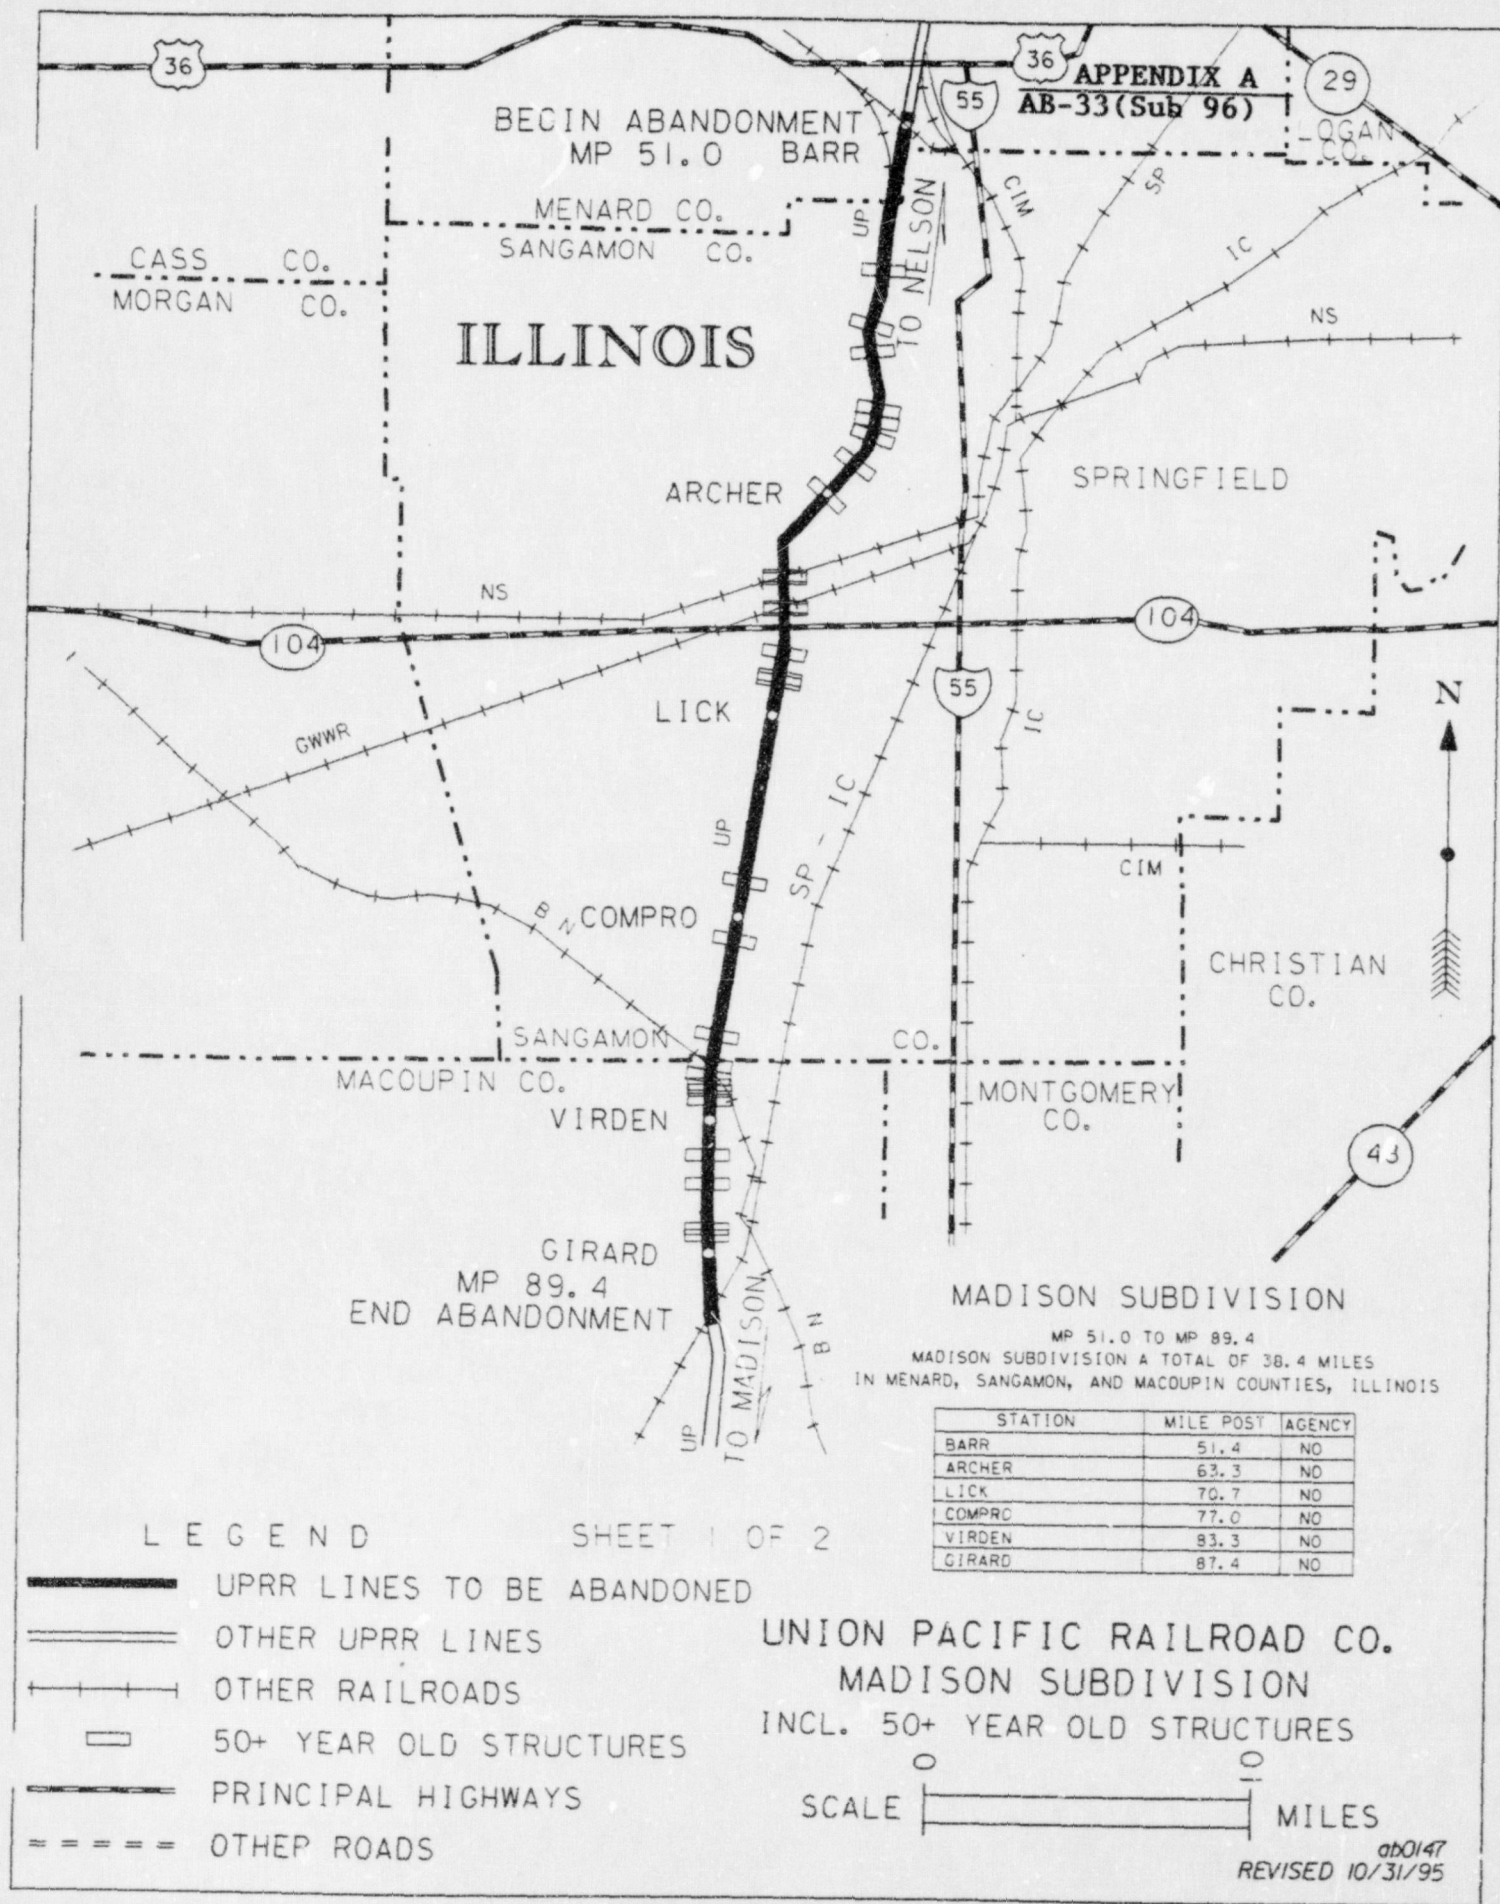 36
36
APPENDIX A
AB-33(Sub 96)
29
55
BEGIN ABANDONMENT
MP 51.0 BARR
LOGAN
CO.
CIM
SP
MENARD CO.
SANGAMON CO.
UP
TO NELSON
IC
CASS CO.
MORGAN CO.
ILLINOIS
NS
ARCHER
SPRINGFIELD
NS
104
104
55
LICK
N
GWWR
IC
SP - IC
UP
CIM
BN
COMPRO
CHRISTIAN
CO.
SANGAMON CO.
MACOUPIN CO.
MONTGOMERY
CO.
VIRDEN
43
GIRARD
MP 89.4
END ABANDONMENT
TO MADISON
BN
UP
MADISON SUBDIVISION
MP 51.0 TO MP 89.4
MADISON SUBDIVISION A TOTAL OF 38.4 MILES
IN MENARD, SANGAMON, AND MACOUPIN COUNTIES, ILLINOIS
STATION MILE POST AGENCY
BARR 51.4 NO
ARCHER 63.3 NO
LICK 70.7 NO
COMPRO 77.0 NO
VIRDEN 83.3 NO
GIRARD 87.4 NO
LEGEND
SHEET 1 OF 2
UPRR LINES TO BE ABANDONED
OTHER UPRR LINES
OTHER RAILROADS
50+ YEAR OLD STRUCTURES
PRINCIPAL HIGHWAYS
OTHER ROADS
UNION PACIFIC RAILROAD CO.
MADISON SUBDIVISION
INCL. 50+ YEAR OLD STRUCTURES
0 10
SCALE MILES
ab0147
REVISED 10/31/95